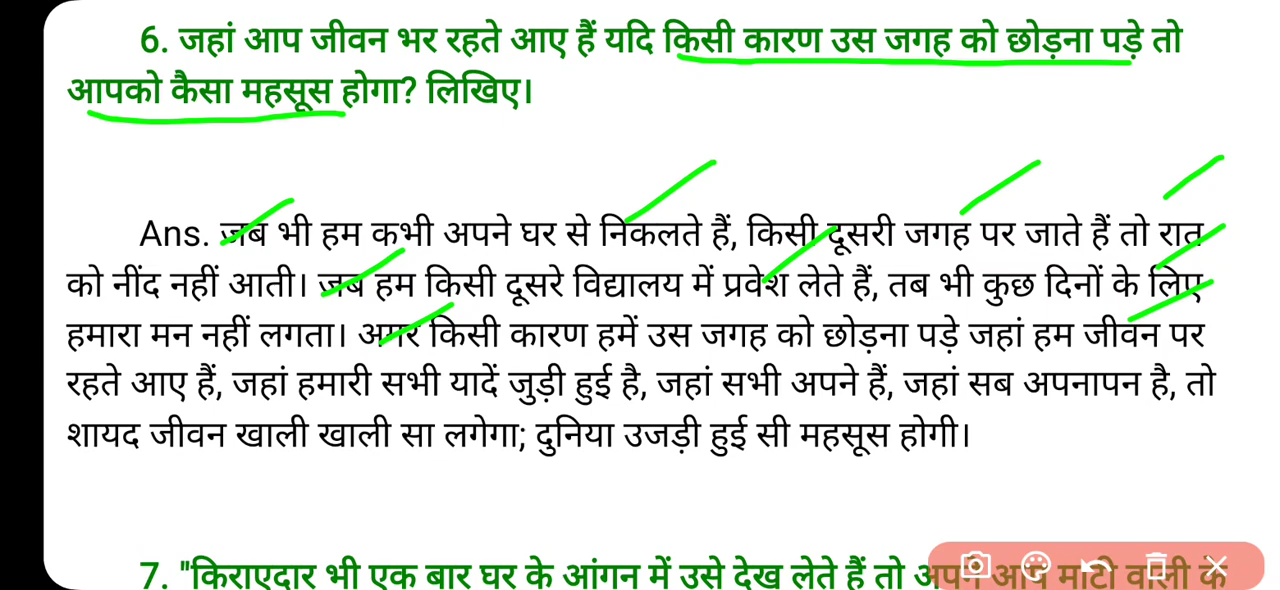 6. जहां आप जीवन भर रहते आए हैं यदि किसी कारण उस जगह को छोड़ना पड़े तो
आपको कैसा महसूस होगा? लिखिए।
Ans. जब भी हम कभी अपने घर से निकलते हैं, किसी दूसरी जगह पर जाते हैं तो रात
को नींद नहीं आती। जब हम किसी दूसरे विद्यालय में प्रवेश लेते हैं, तब भी कुछ दिनों के लिए
हमारा मन नहीं लगता। अगर किसी कारण हमें उस जगह को छोड़ना पड़े जहां हम जीवन पर
रहते आए हैं, जहां हमारी सभी यादें जुड़ी हुई है, जहां सभी अपने हैं, जहां सब अपनापन है, तो
शायद जीवन खाली खाली सा लगेगा; दुनिया उजड़ी हुई सी महसूस होगी।
7. "किराएदार भी एक बार घर के आंगन में उसे देख लेते हैं तो अपने आप माटी वाली के